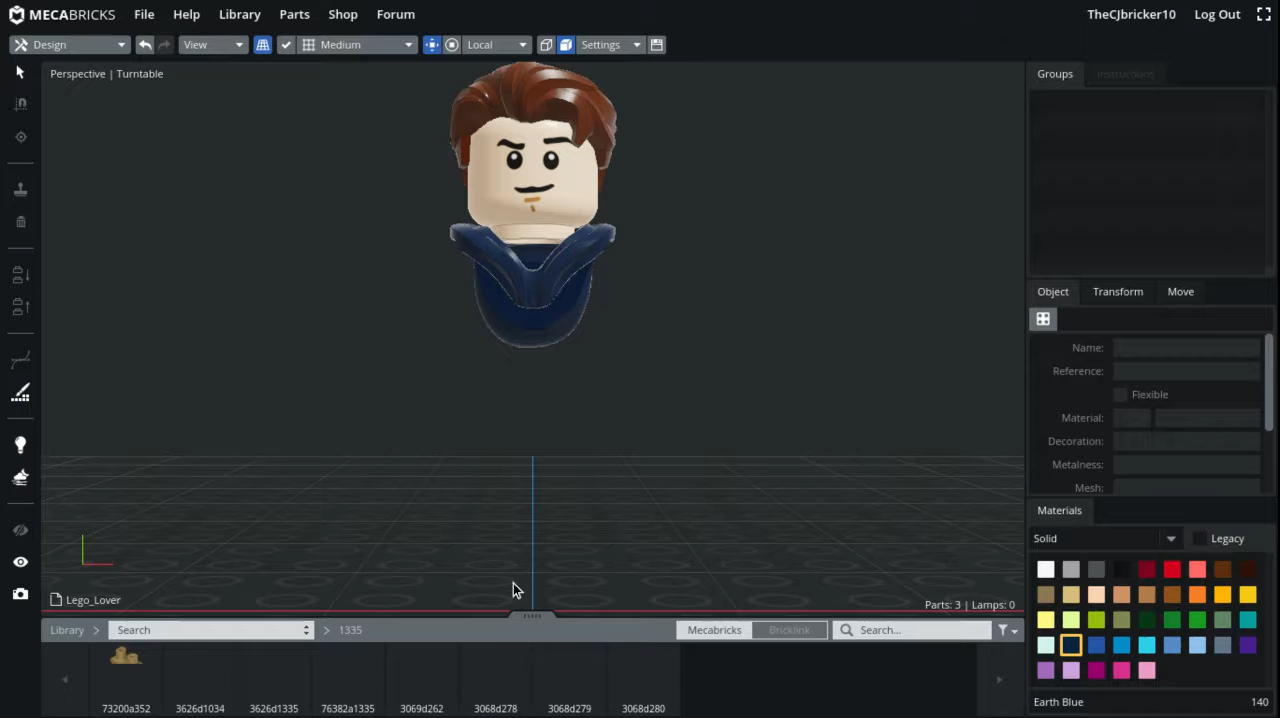 MECABRICKS File Help Library Parts Shop Forum TheCJbricker10 Log Out
Design View Medium Local Settings
Perspective | Turntable
Groups Instructions
Object Transform Move
Name:
Reference:
Flexible
Material:
Decoration:
Metalness:
Mesh:
Materials
Solid Legacy
Lego_Lover Parts: 3 | Lamps: 0
Library > Search > 1335 Mecabricks Bricklink Search...
73200a352 3626d1034 3626d1335 76382a1335 3069d262 3068d278 3068d279 3068d280
Earth Blue 140